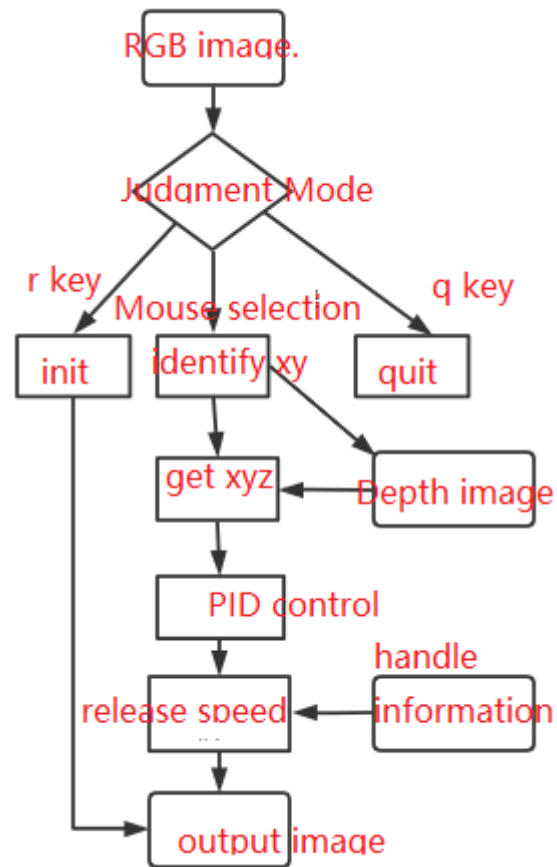 RGB image.
Judgment Mode
r key
q key
Mouse selection
init
identify xy
quit
get xyz
Depth image
PID control
handle
release speed
information
output image